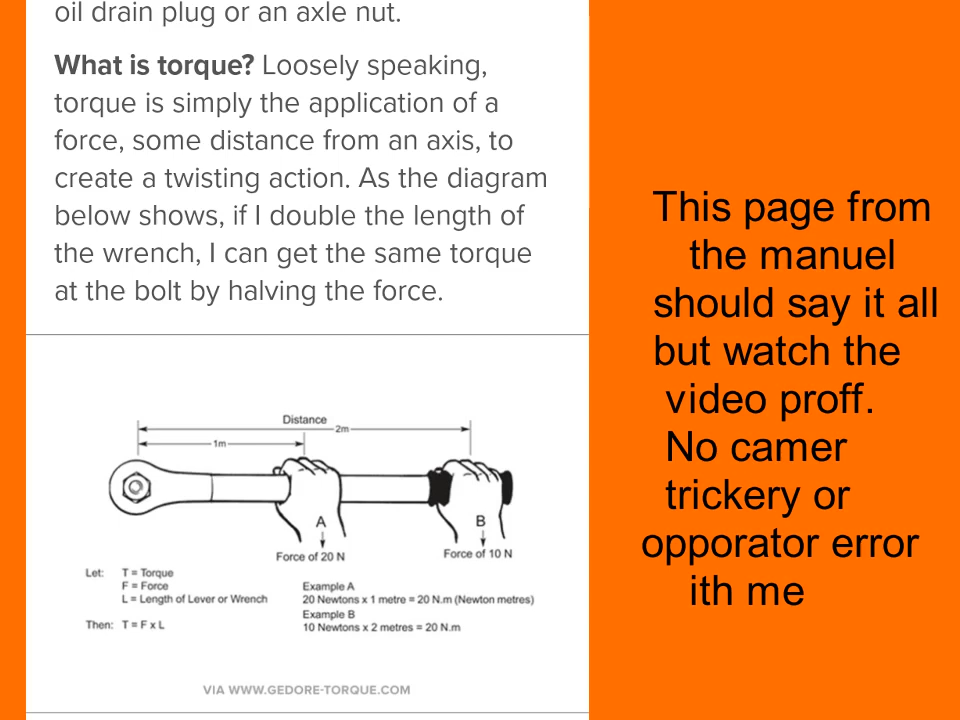 oil drain plug or an axle nut.
What is torque? Loosely speaking,
torque is simply the application of a
force, some distance from an axis, to
create a twisting action. As the diagram
below shows, if I double the length of
the wrench, I can get the same torque
at the bolt by halving the force.
Distance
2m
1m
A
B
Force of 20 N
Force of 10 N
Let: T = Torque
F = Force
L = Length of Lever or Wrench
Then: T = F x L
Example A
20 Newtons x 1 metre = 20 N.m (Newton metres)
Example B
10 Newtons x 2 metres = 20 N.m
VIA WWW.GEDORE-TORQUE.COM
This page from
the manuel
should say it all
but watch the
video proff.
No camer
trickery or
opporator error
ith me